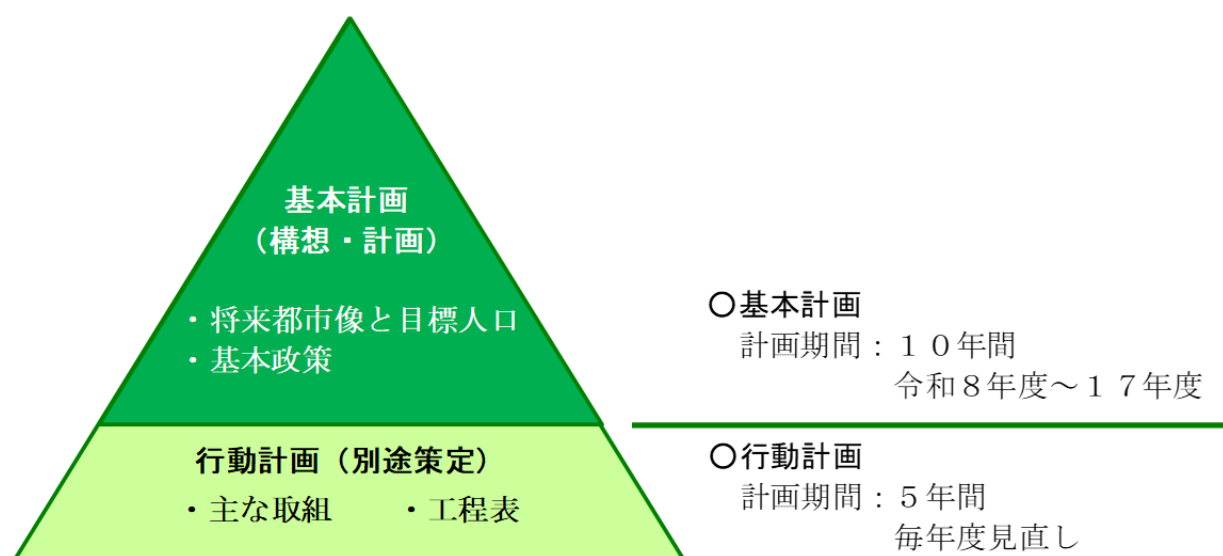 基本計画
（構想・計画）
・将来都市像と目標人口
・基本政策
行動計画（別途策定）
・主な取組　・工程表
〇基本計画
計画期間：１０年間
令和８年度～１７年度
〇行動計画
計画期間：５年間
毎年度見直し